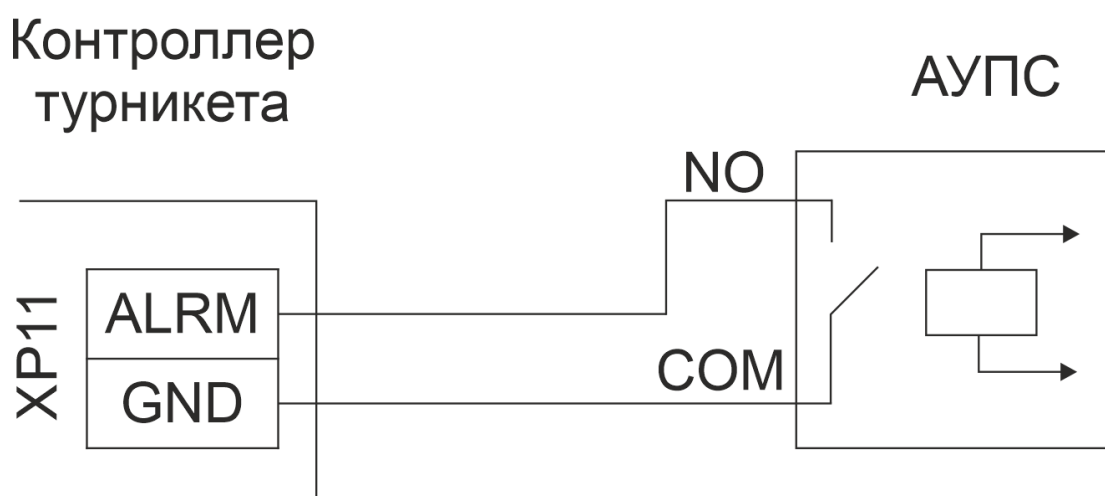 Контроллер
турникета
АУПС
NO
XP11
ALRM
COM
GND